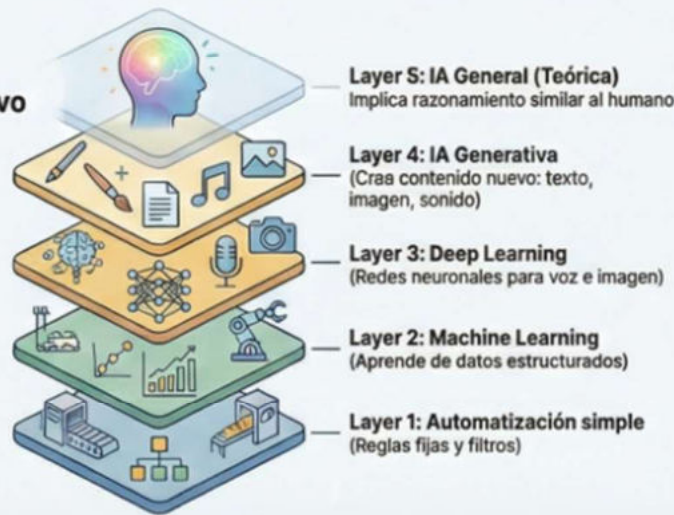 vo
Layer 5: IA General (Teórica)
Implica razonamiento similar al humano
Layer 4: IA Generativa
(Craa contenido nuevo: texto,
imagen, sonido)
Layer 3: Deep Learning
(Redes neuronales para voz e imagen)
Layer 2: Machine Learning
(Aprende de datos estructurados)
Layer 1: Automatización simple
(Reglas fijas y filtros)